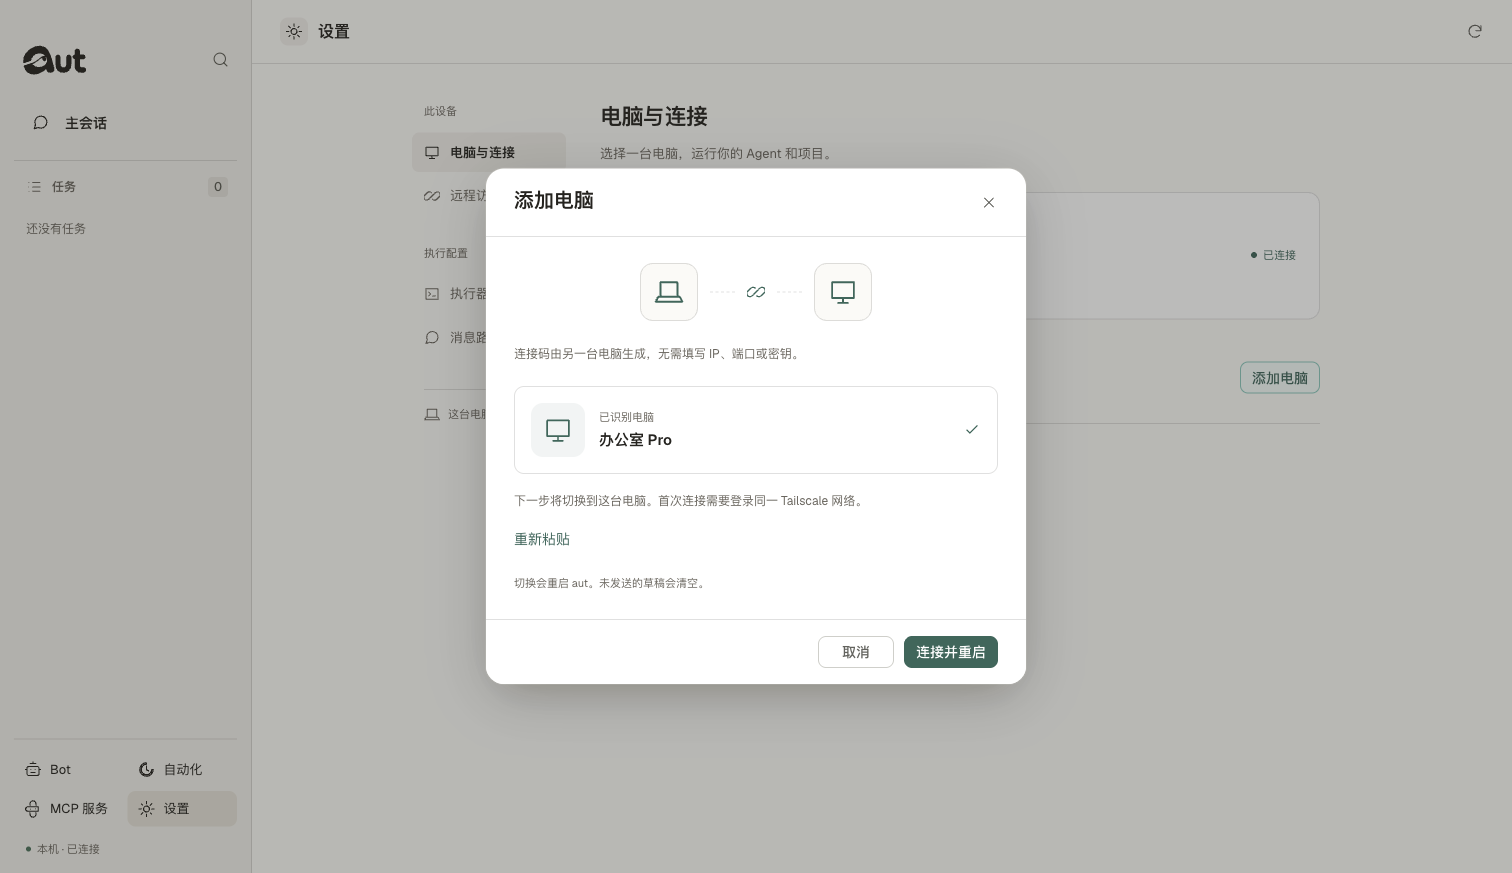 aut
主会话
任务
0
还没有任务
Bot
自动化
MCP 服务
设置
本机 · 已连接
设置
此设备
电脑与连接
远程访
执行配置
执行器
消息路
这台电脑
电脑与连接
选择一台电脑，运行你的 Agent 和项目。
已连接
添加电脑
添加电脑
连接码由另一台电脑生成，无需填写 IP、端口或密钥。
已识别电脑
办公室 Pro
下一步将切换到这台电脑。首次连接需要登录同一 Tailscale 网络。
重新粘贴
切换会重启 aut。未发送的草稿会清空。
取消
连接并重启